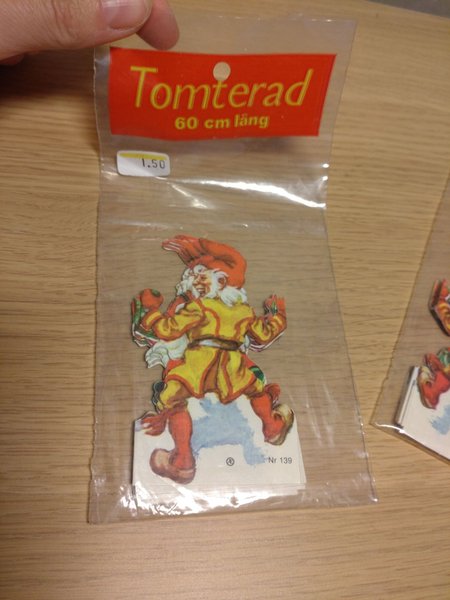 Tomterad
60 cm lång
1.50
Nr 139